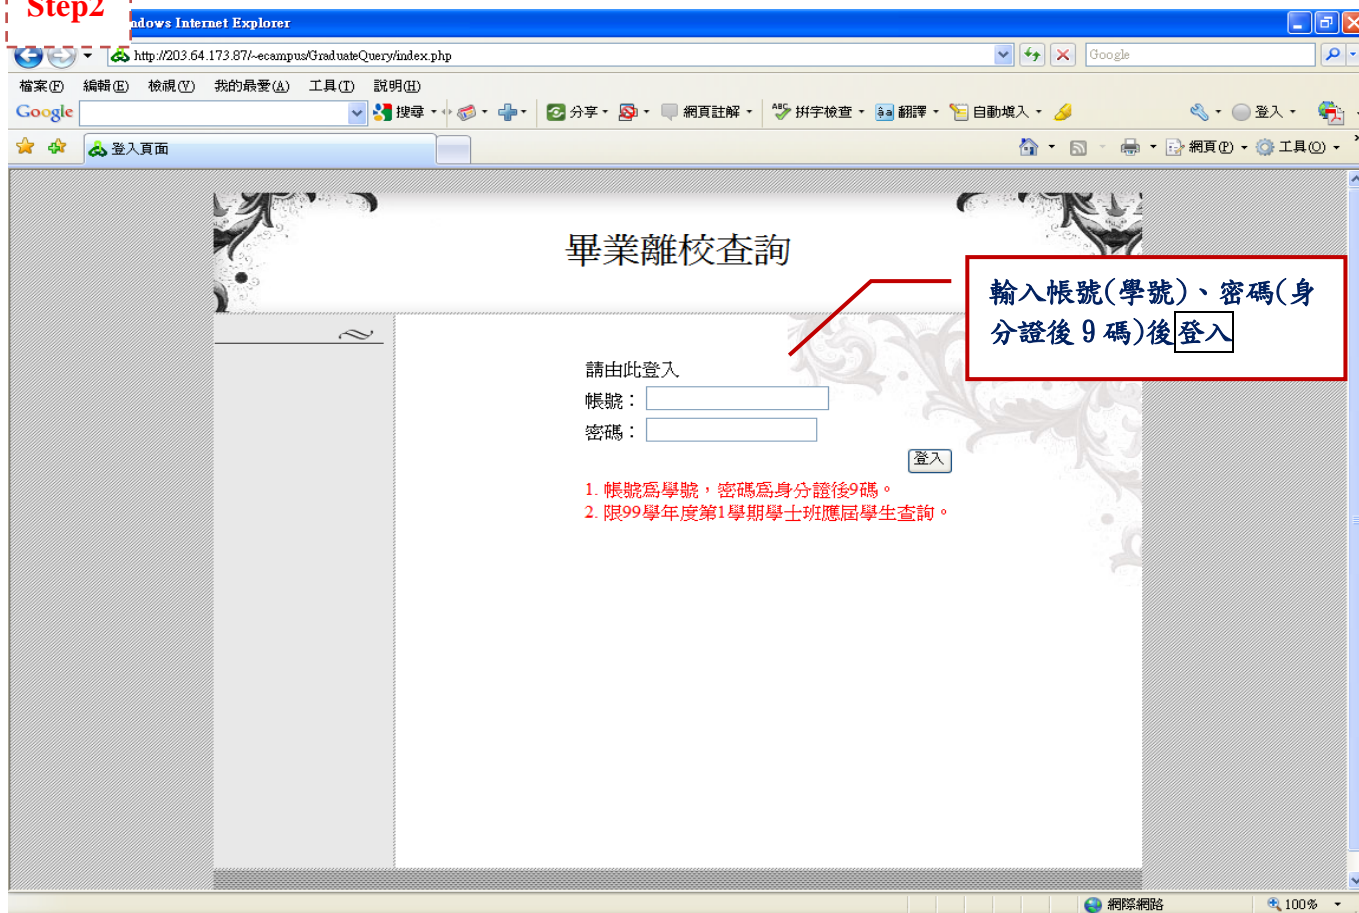 Step2
ndows Internet Explorer
http://203.64.173.87/~ecampus/GraduateQuery/index.php
Google
檔案(F) 編輯(E) 檢視(V) 我的最愛(A) 工具(T) 說明(H)
Google 搜尋 分享 網頁註解 拼字檢查 翻譯 自動填入 登入
登入頁面 網頁(P) 工具(O)
畢業離校查詢
輸入帳號(學號)、密碼(身
分證後 9 碼)後登入
請由此登入
帳號：
密碼：
登入
1. 帳號為學號，密碼為身分證後9碼。
2. 限99學年度第1學期學士班應屆學生查詢。
網際網路 100%